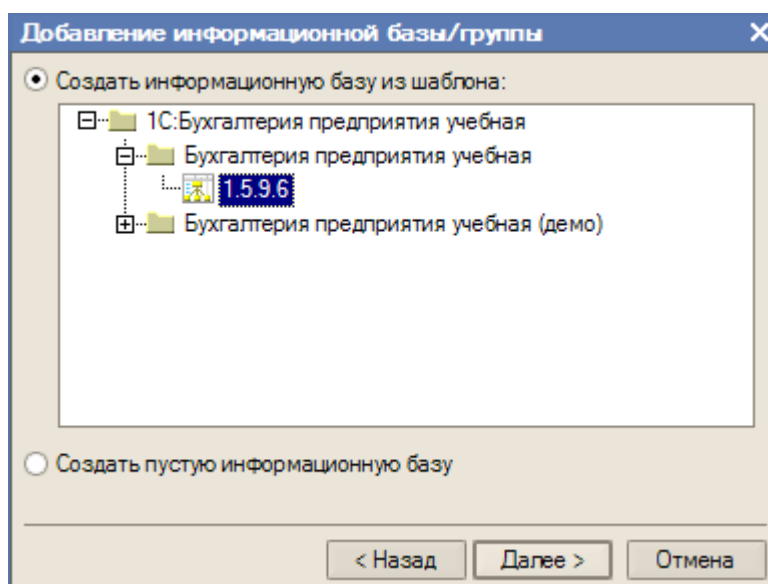 Добавление информационной базы/группы
Создать информационную базу из шаблона:
1С:Бухгалтерия предприятия учебная
Бухгалтерия предприятия учебная
1.5.9.6
Бухгалтерия предприятия учебная (демо)
Создать пустую информационную базу
< Назад Далее > Отмена